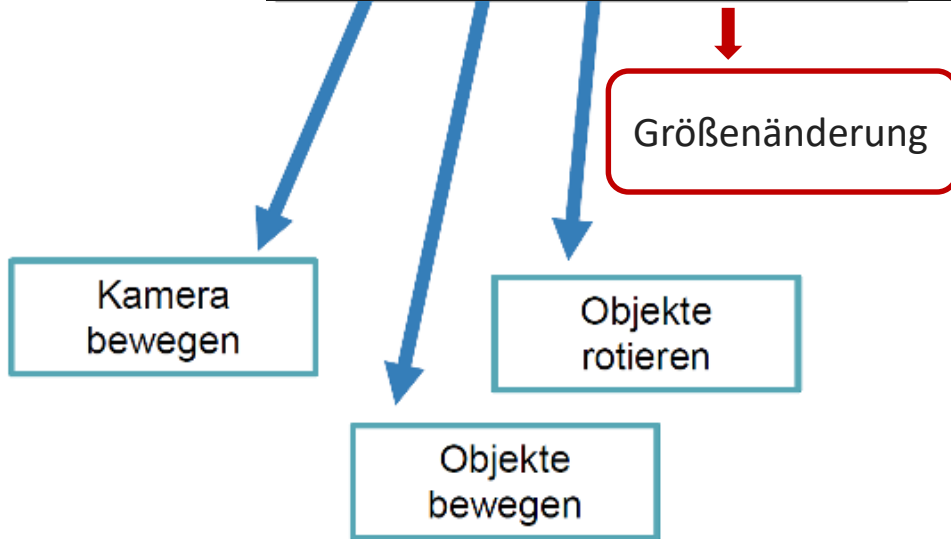 Größenänderung
Kamera
bewegen
Objekte
rotieren
Objekte
bewegen